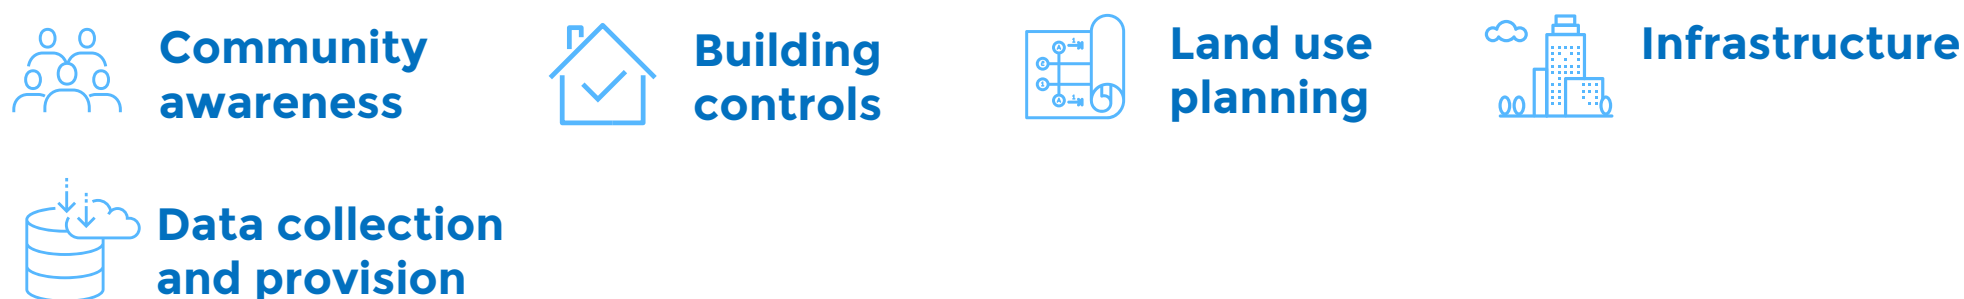 Community
awareness
Building
controls
Land use
planning
Infrastructure
Data collection
and provision